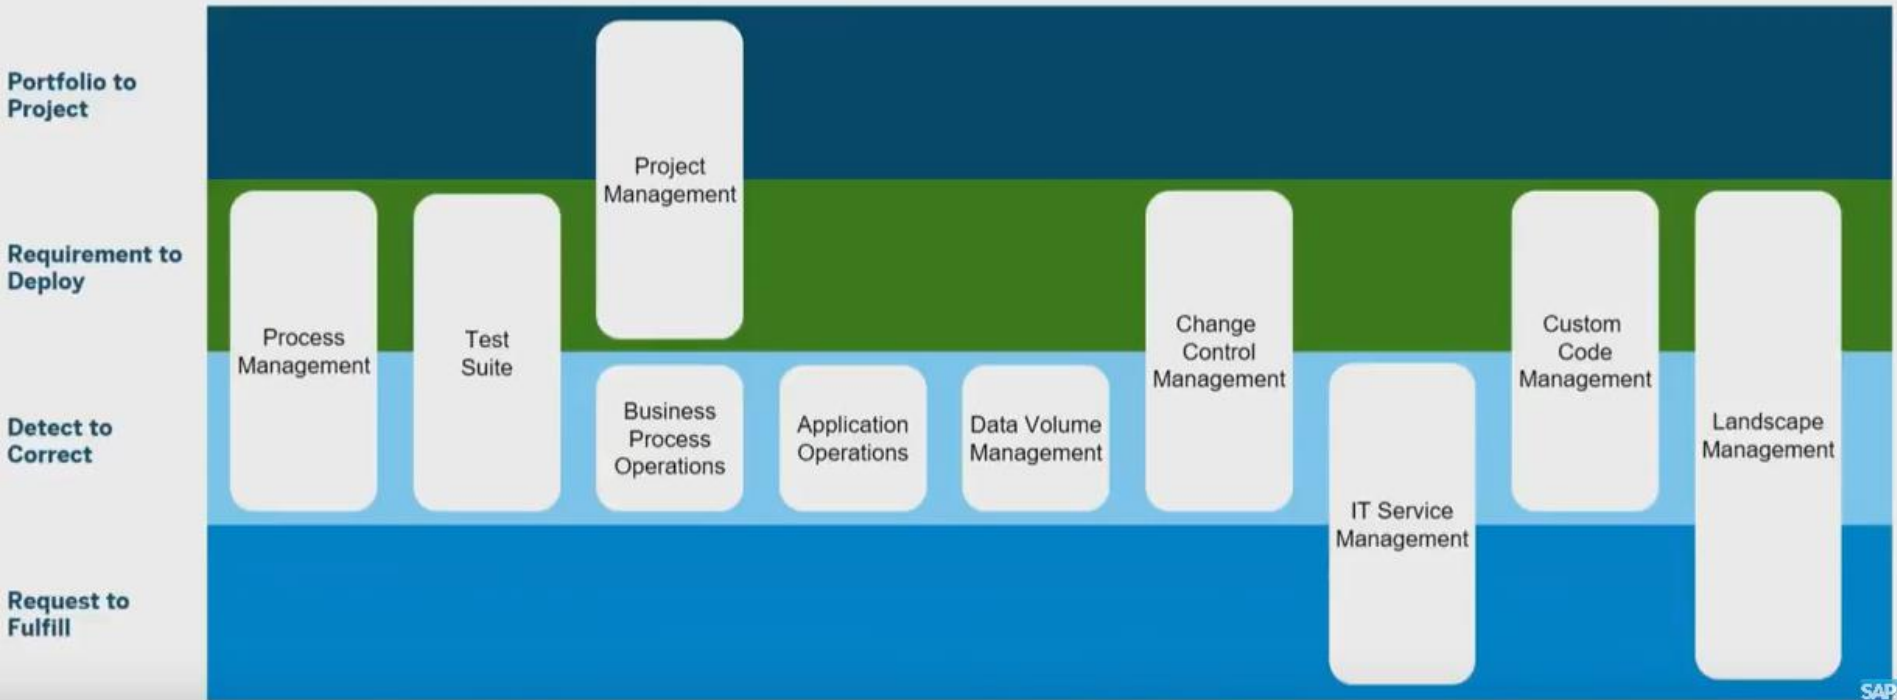 Portfolio to
Project
Project
Management
Requirement to
Deploy
Process
Management
Test
Suite
Change
Control
Management
Custom
Code
Management
Detect to
Correct
Business
Process
Operations
Application
Operations
Data Volume
Management
Landscape
Management
IT Service
Management
Request to
Fulfill
SAP